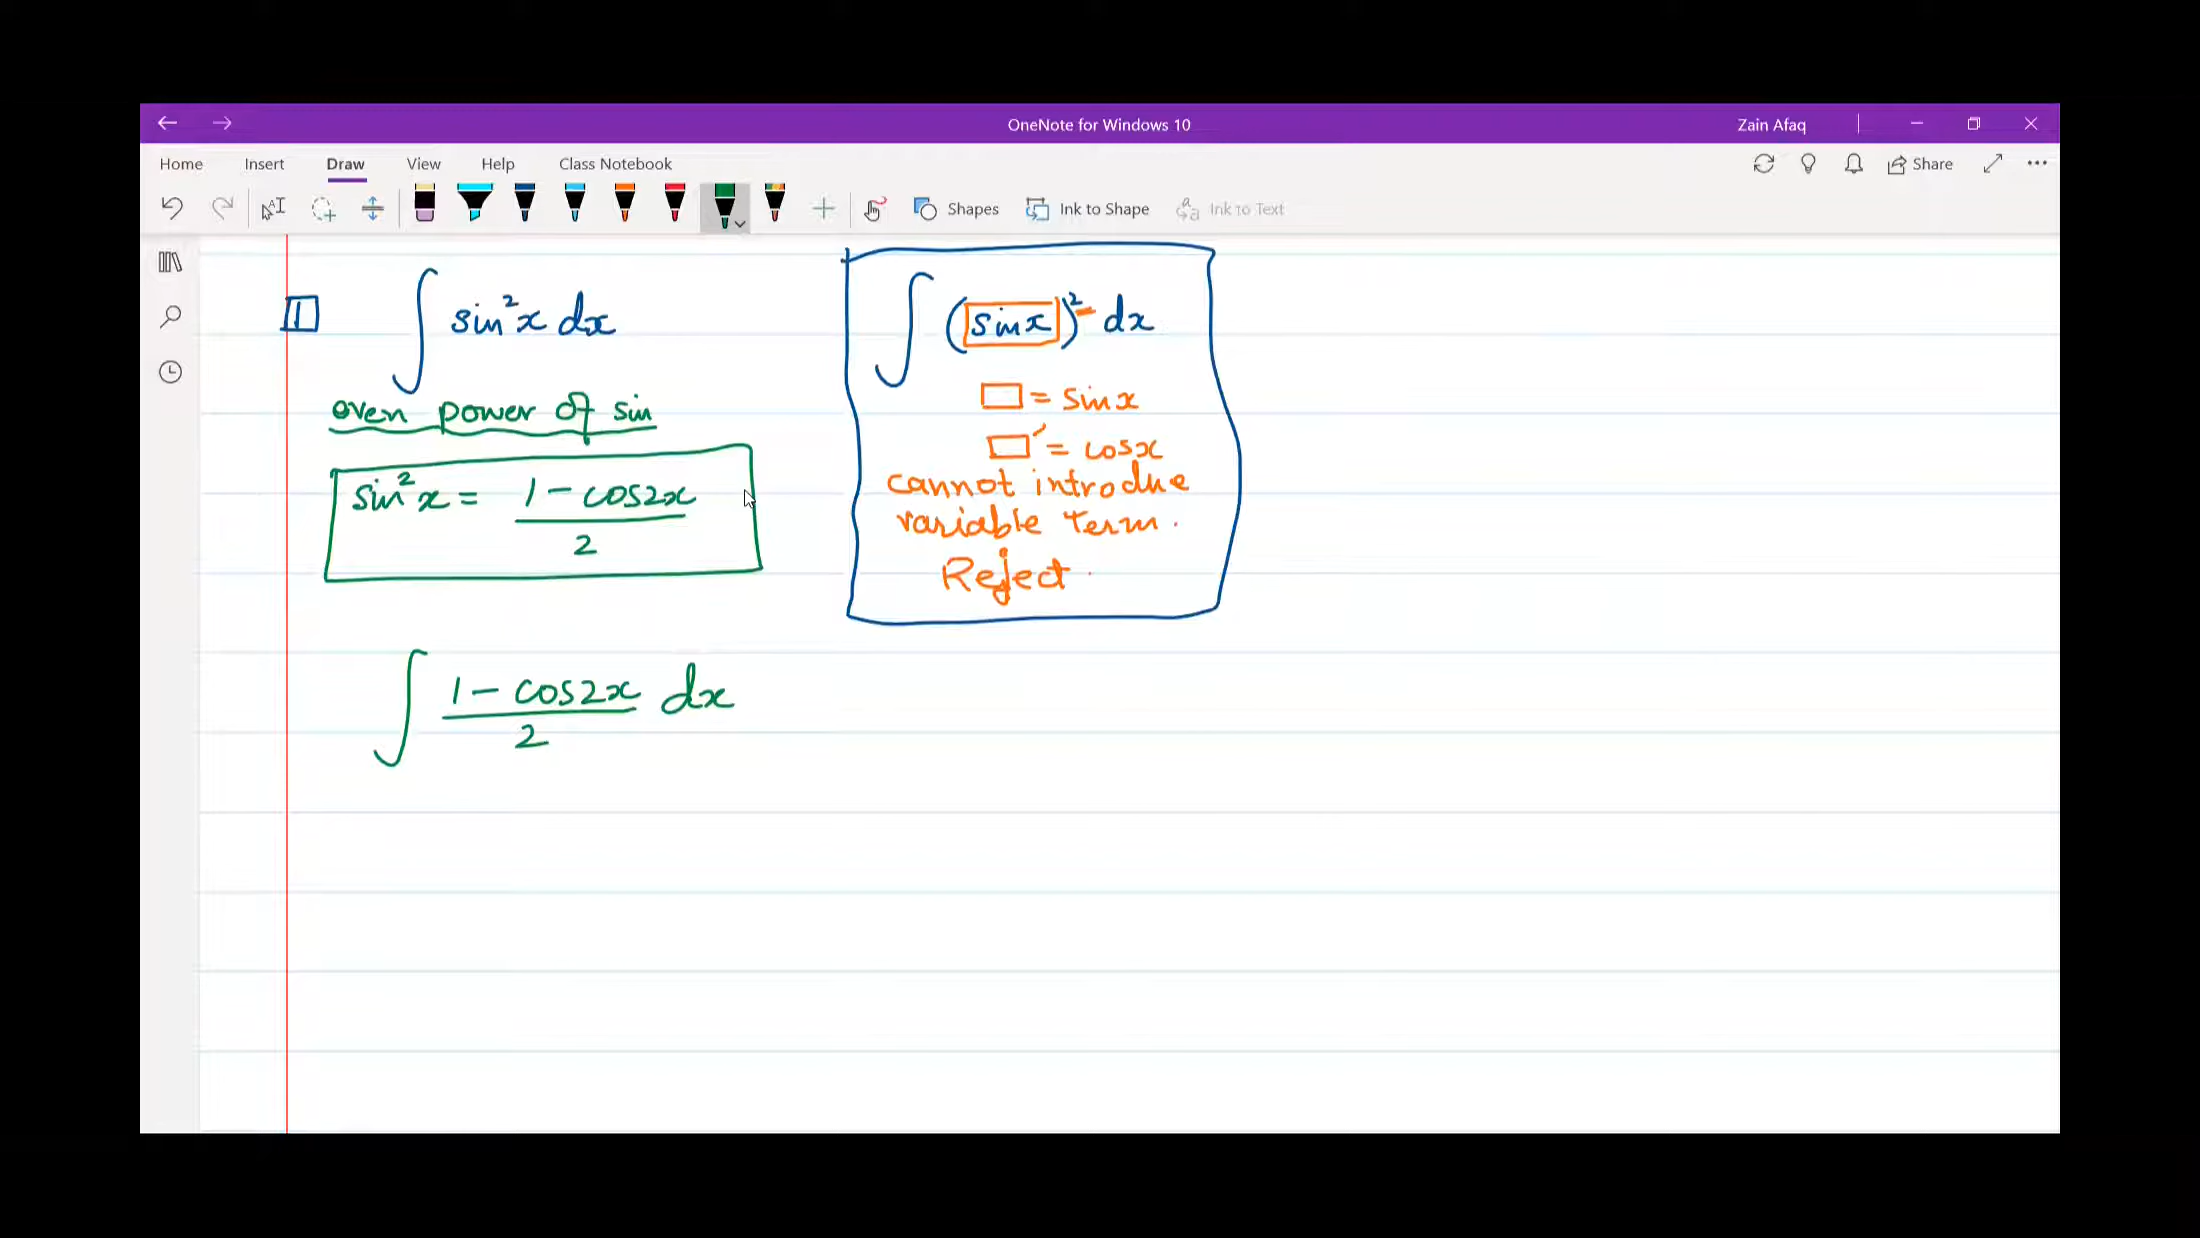 OneNote for Windows 10
Zain Afaq
Home Insert Draw View Help Class Notebook
Share
Shapes Ink to Shape Ink to Text
1
∫ sin²x dx
even power of sin
sin²x = (1 - cos2x)/2
∫ (1 - cos2x)/2 dx
∫ (sinx)² dx
□ = sinx
□′ = cosx
cannot introduce
variable term.
Reject